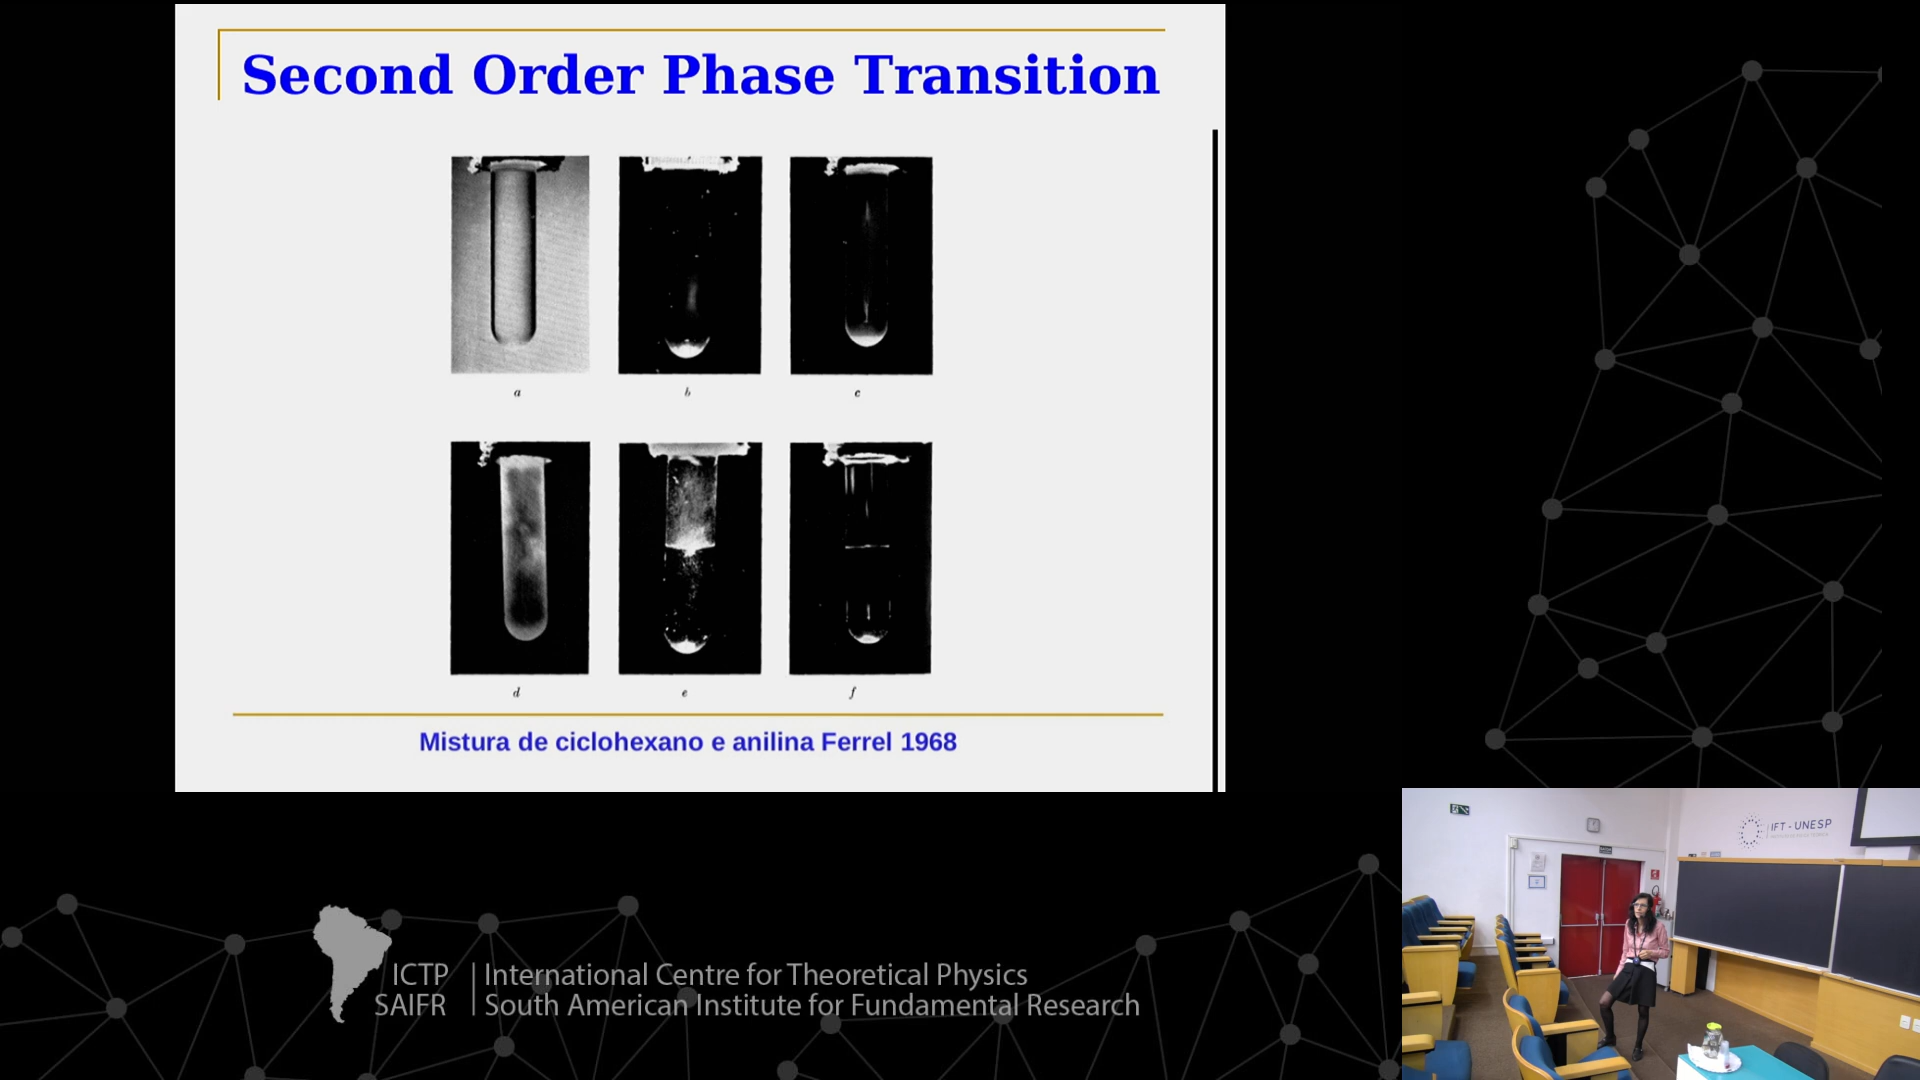 Second Order Phase Transition
a
b
c
d
e
f
Mistura de ciclohexano e anilina Ferrel 1968
ICTP
SAIFR
International Centre for Theoretical Physics
South American Institute for Fundamental Research
IFT - UNESP